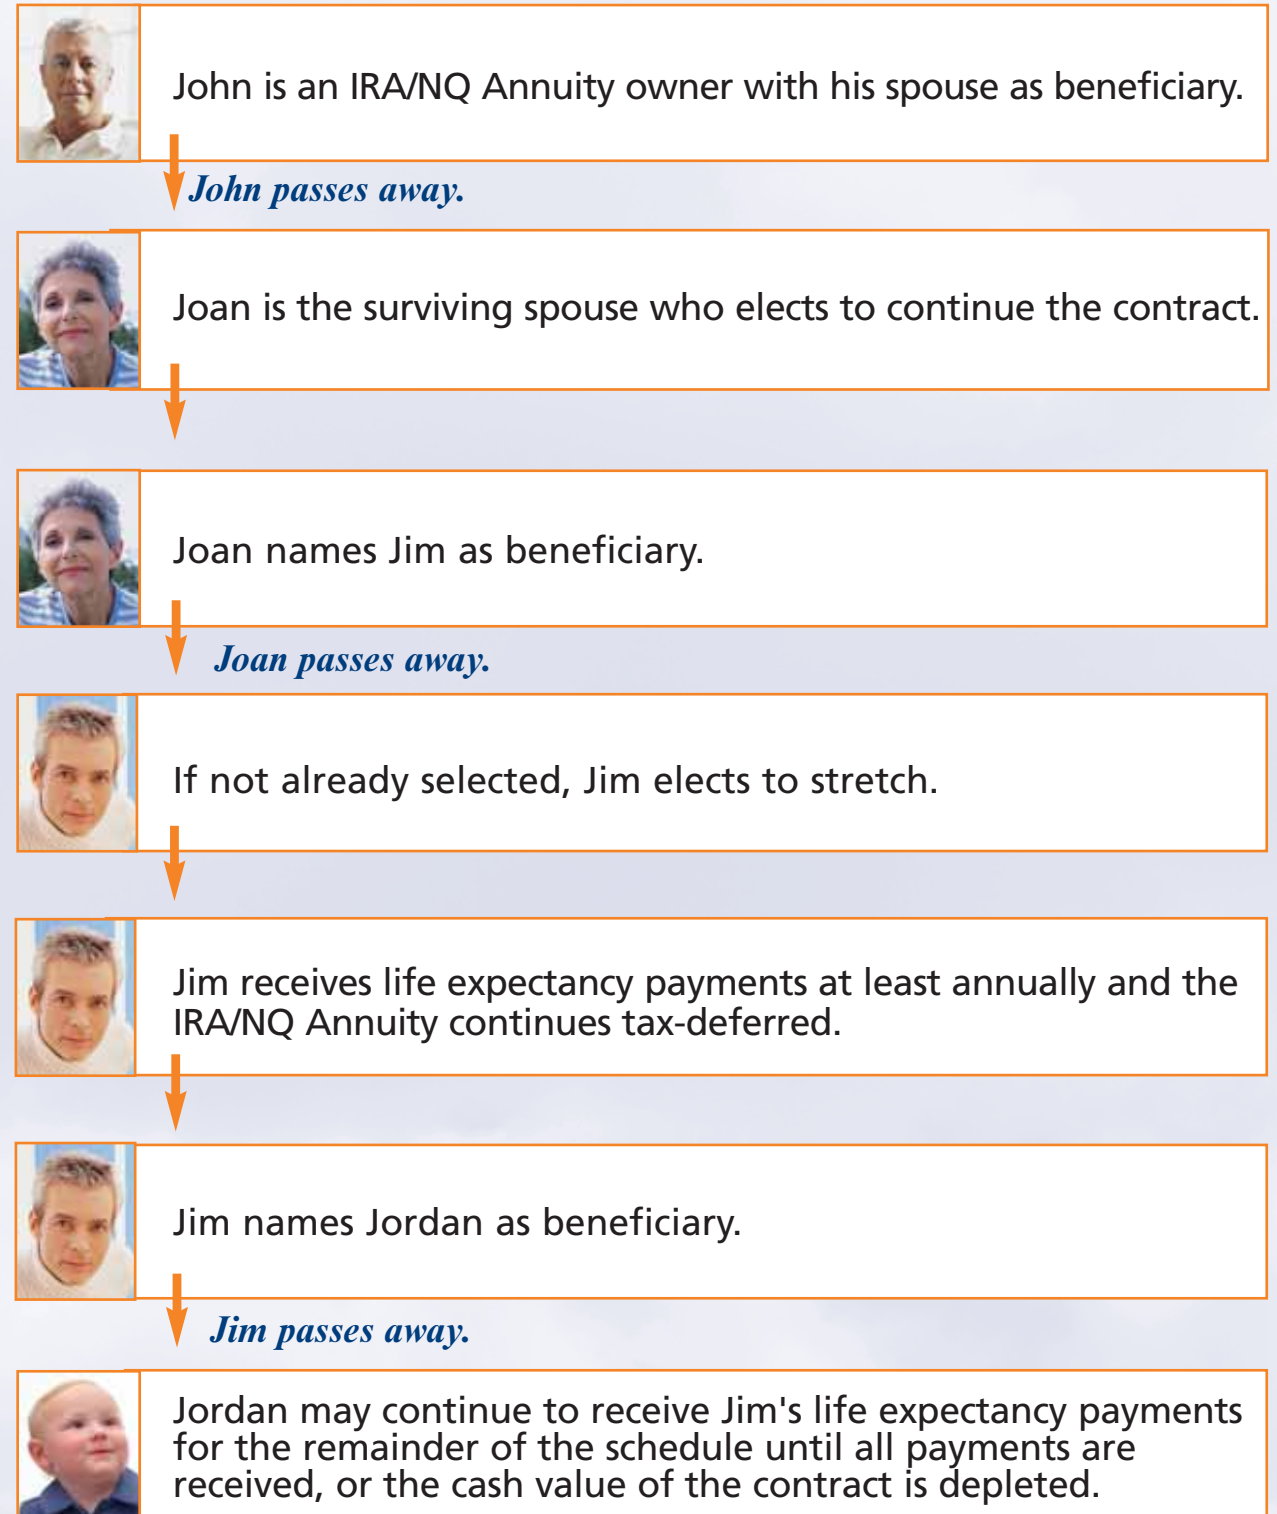 John is an IRA/NQ Annuity owner with his spouse as beneficiary.
John passes away.
Joan is the surviving spouse who elects to continue the contract.
Joan names Jim as beneficiary.
Joan passes away.
If not already selected, Jim elects to stretch.
Jim receives life expectancy payments at least annually and the
IRA/NQ Annuity continues tax-deferred.
Jim names Jordan as beneficiary.
Jim passes away.
Jordan may continue to receive Jim's life expectancy payments
for the remainder of the schedule until all payments are
received, or the cash value of the contract is depleted.